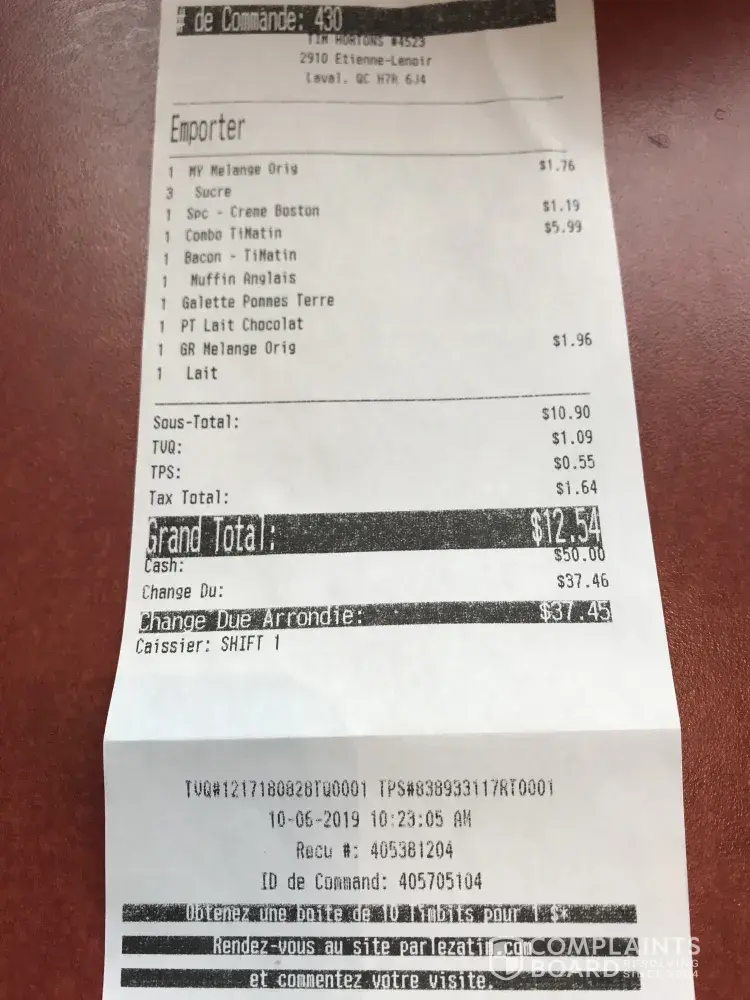 # de Commande: 430
TIM HORTONS #4523
2910 Etienne-Lenoir
Laval, QC H7R 6J4
Emporter
1 MY Melange Orig $1.76
3 Sucre
1 Spc - Creme Boston $1.19
1 Combo TiMatin $5.99
1 Bacon - TiMatin
1 Muffin Anglais
1 Galette Pommes Terre
1 PT Lait Chocolat
1 GR Melange Orig $1.96
1 Lait
Sous-Total: $10.90
TVQ: $1.09
TPS: $0.55
Tax Total: $1.64
Grand Total: $12.54
Cash: $50.00
Change Du: $37.46
Change Due Arrondie: $37.45
Caissier: SHIFT 1
TVQ#1217180828TQ0001 TPS#838933117RT0001
10-06-2019 10:23:05 AM
Recu #: 405381204
ID de Command: 405705104
Obtenez une boite de 10 Timbits pour 1 $*
Rendez-vous au site parlezatim.com
et commentez votre visite.
COMPLAINTS
BOARD RESOLVING
SINCE 2004